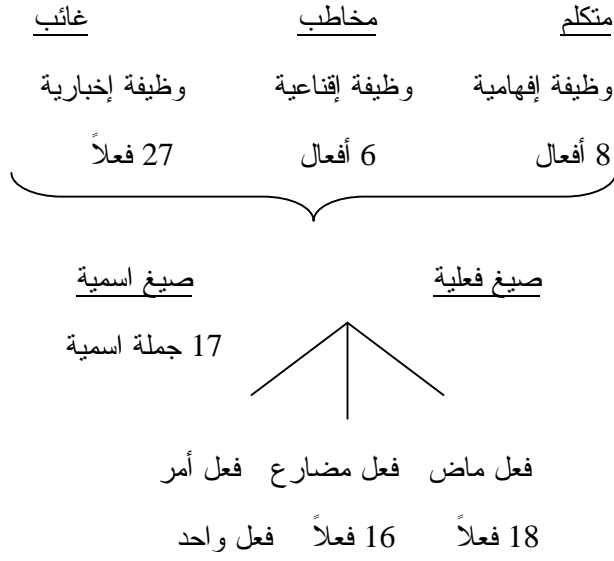 متكلم مخاطب غائب
وظيفة إفهامية وظيفة إقناعية وظيفة إخبارية
8 أفعال 6 أفعال 27 فعلاً
صيغ فعلية صيغ اسمية
17 جملة اسمية
فعل ماض فعل مضارع فعل أمر
18 فعلاً 16 فعلاً فعل واحد